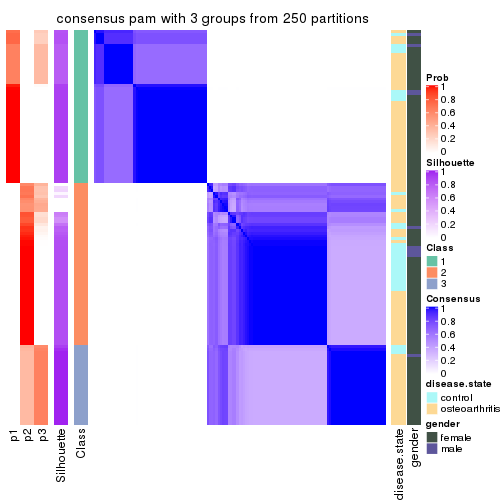 consensus pam with 3 groups from 250 partitions
Prob
1
0.8
0.6
0.4
0.2
0
Silhouette
1
0.8
0.6
0.4
0.2
0
Class
1
2
3
Consensus
1
0.8
0.6
0.4
0.2
0
disease.state
control
osteoarthritis
gender
female
male
p1
p2
p3
Silhouette
Class
disease.state
gender